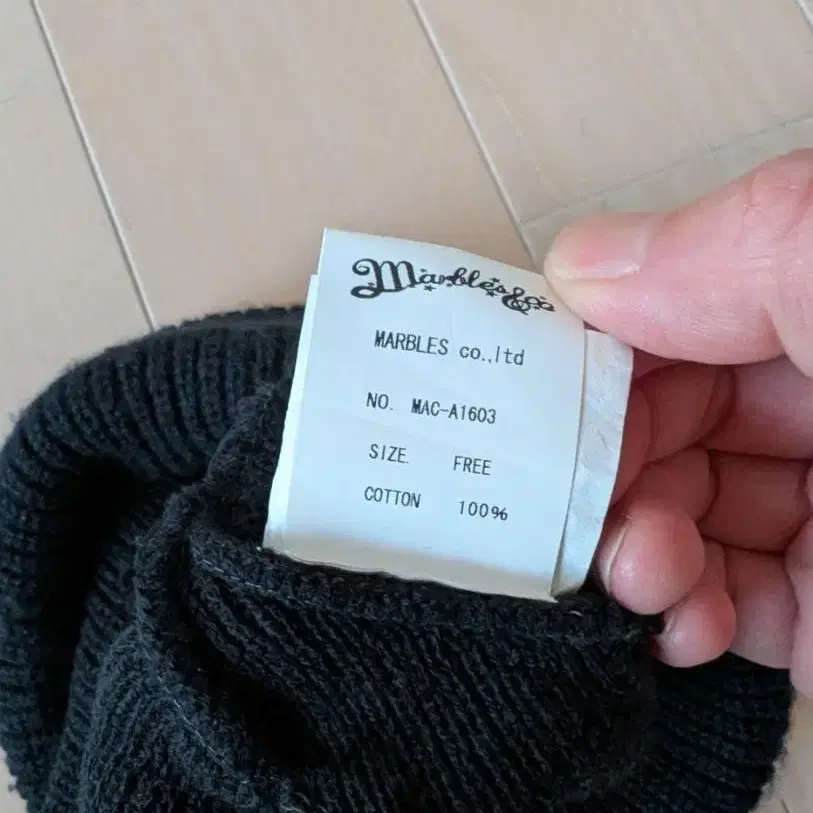 Marbles&co
MARBLES co.,ltd
NO. MAC-A1603
SIZE. FREE
COTTON 100%